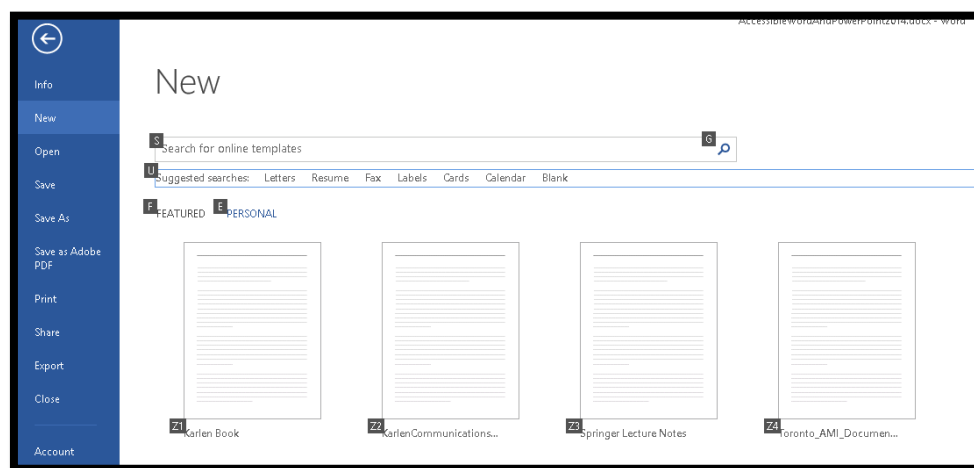 AccessibleWordAndPowerPoint2014.docx - Word
Info
New
Open
Save
Save As
Save as Adobe
PDF
Print
Share
Export
Close
Account
New
S Search for online templates G
U Suggested searches: Letters Resume Fax Labels Cards Calendar Blank
F FEATURED E PERSONAL
Z1 Karlen Book
Z2 KarlenCommunications...
Z3 Springer Lecture Notes
Z4 Toronto_AMI_Documen...